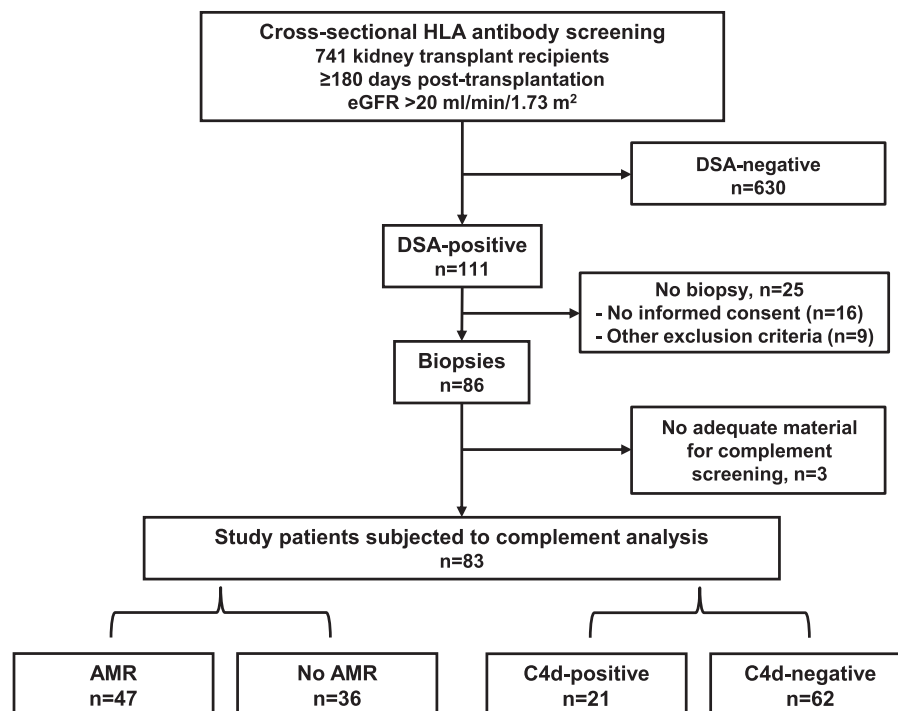 Cross-sectional HLA antibody screening
741 kidney transplant recipients
≥180 days post-transplantation
eGFR >20 ml/min/1.73 m²
DSA-negative
n=630
DSA-positive
n=111
No biopsy, n=25
- No informed consent (n=16)
- Other exclusion criteria (n=9)
Biopsies
n=86
No adequate material
for complement
screening, n=3
Study patients subjected to complement analysis
n=83
AMR
n=47
No AMR
n=36
C4d-positive
n=21
C4d-negative
n=62